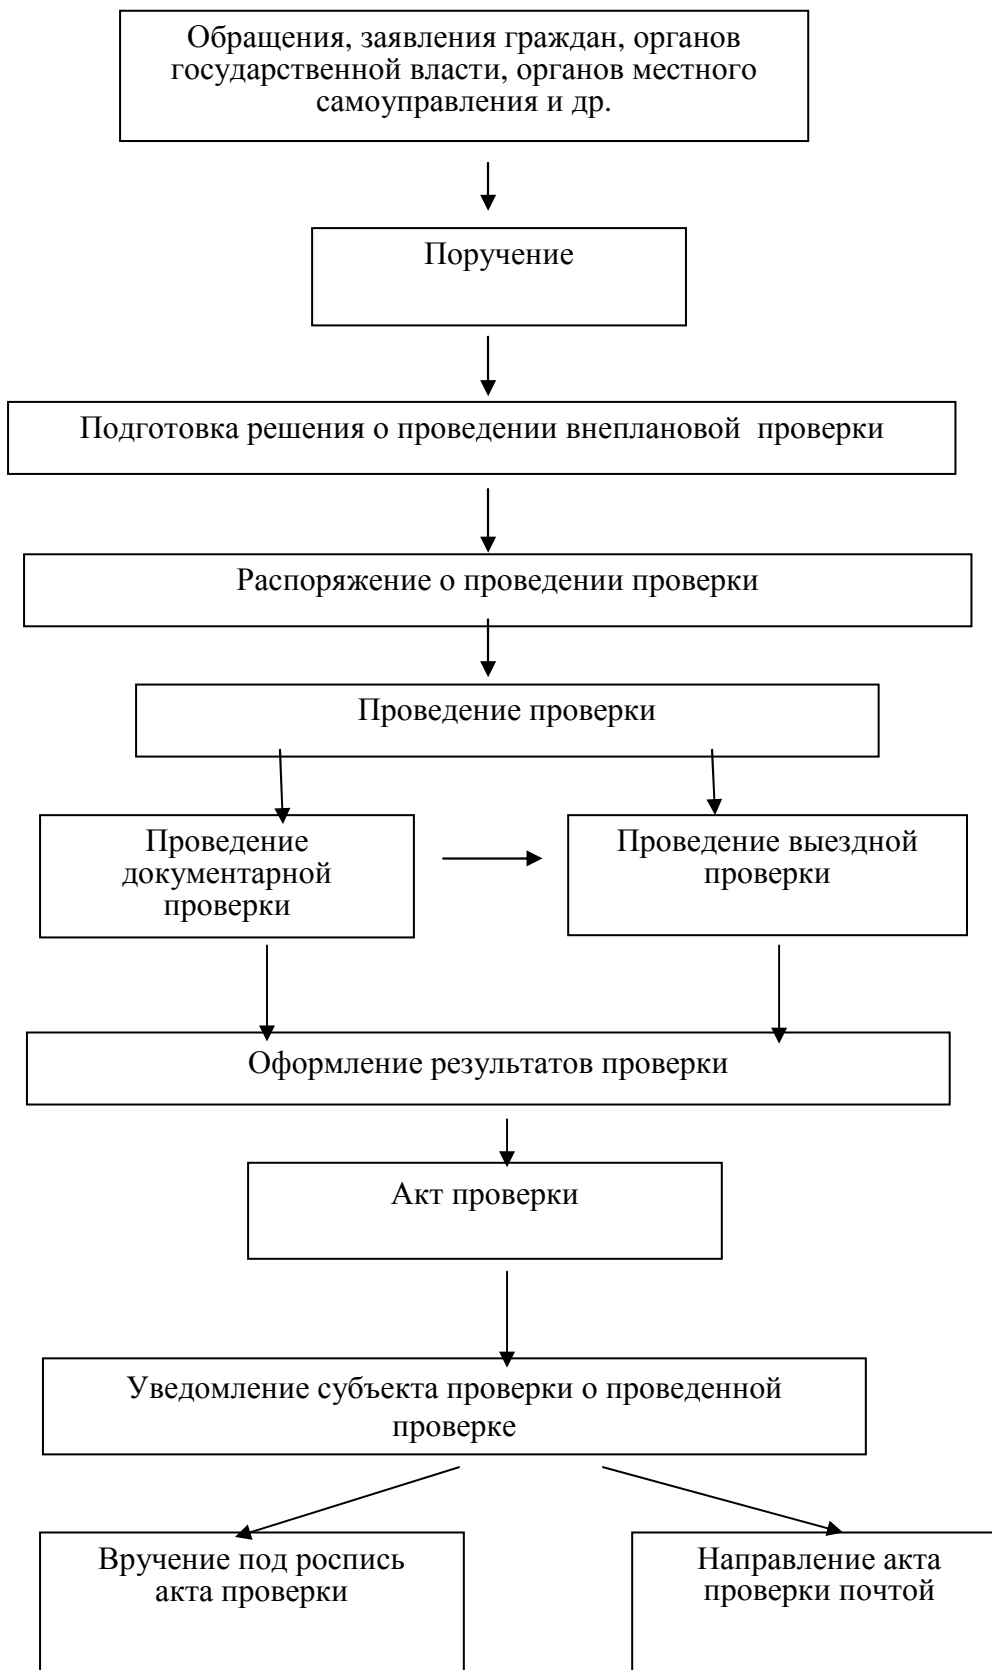 Обращения, заявления граждан, органов
государственной власти, органов местного
самоуправления и др.
Поручение
Подготовка решения о проведении внеплановой проверки
Распоряжение о проведении проверки
Проведение проверки
Проведение
документарной
проверки
Проведение выездной
проверки
Оформление результатов проверки
Акт проверки
Уведомление субъекта проверки о проведенной
проверке
Вручение под роспись
акта проверки
Направление акта
проверки почтой